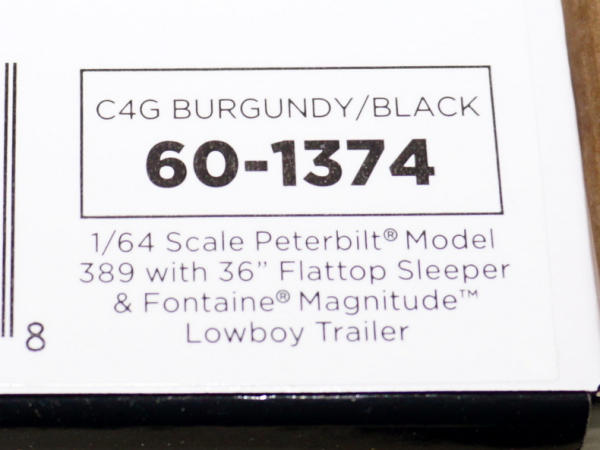 C4G BURGUNDY/BLACK
60-1374
1/64 Scale Peterbilt® Model
389 with 36” Flattop Sleeper
& Fontaine® Magnitude™
Lowboy Trailer
8